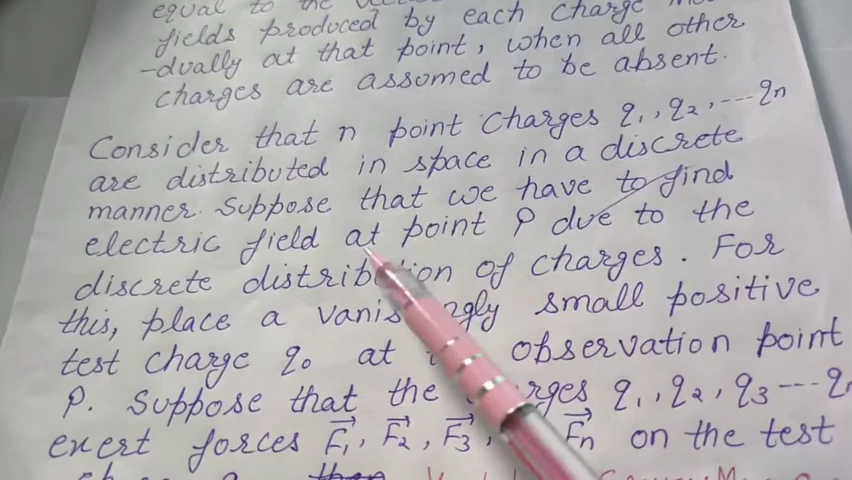 equal to the
fields produced by each charge
-dually at that point, when all other
charges are assumed to be absent.
Consider that n point charges q1, q2, ---- qn
are distributed in space in a discrete
manner. Suppose that we have to find
electric field at point P due to the
discrete of charges. For
this, place a small positive
test charge q0 at observation point
P. Suppose that the q1, q2, q3 ---
exert forces F⃗1, F⃗2, F⃗3, F⃗n on the test
then